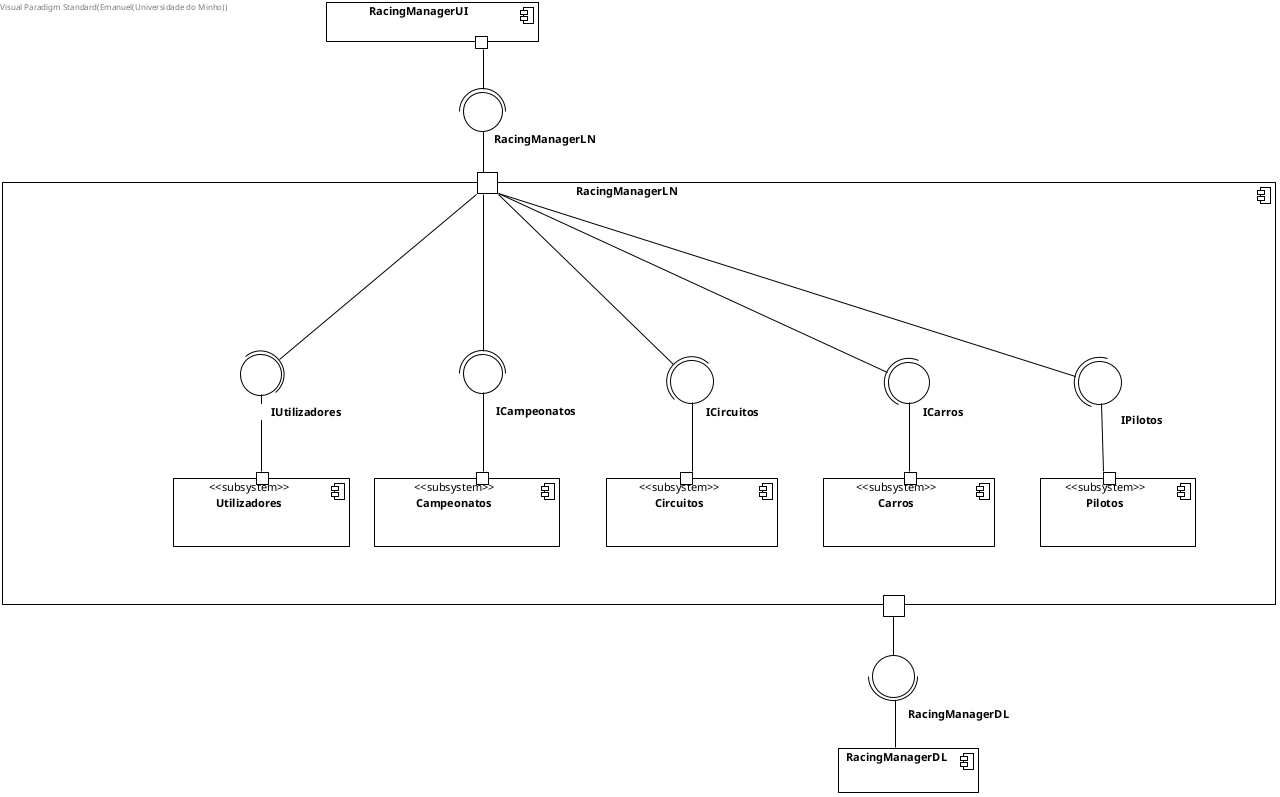 Visual Paradigm Standard(Emanuel(Universidade do Minho))
RacingManagerUI
RacingManagerLN
RacingManagerLN
IUtilizadores
ICampeonatos
ICircuitos
ICarros
IPilotos
<<subsystem>>
Utilizadores
<<subsystem>>
Campeonatos
<<subsystem>>
Circuitos
<<subsystem>>
Carros
<<subsystem>>
Pilotos
RacingManagerDL
RacingManagerDL